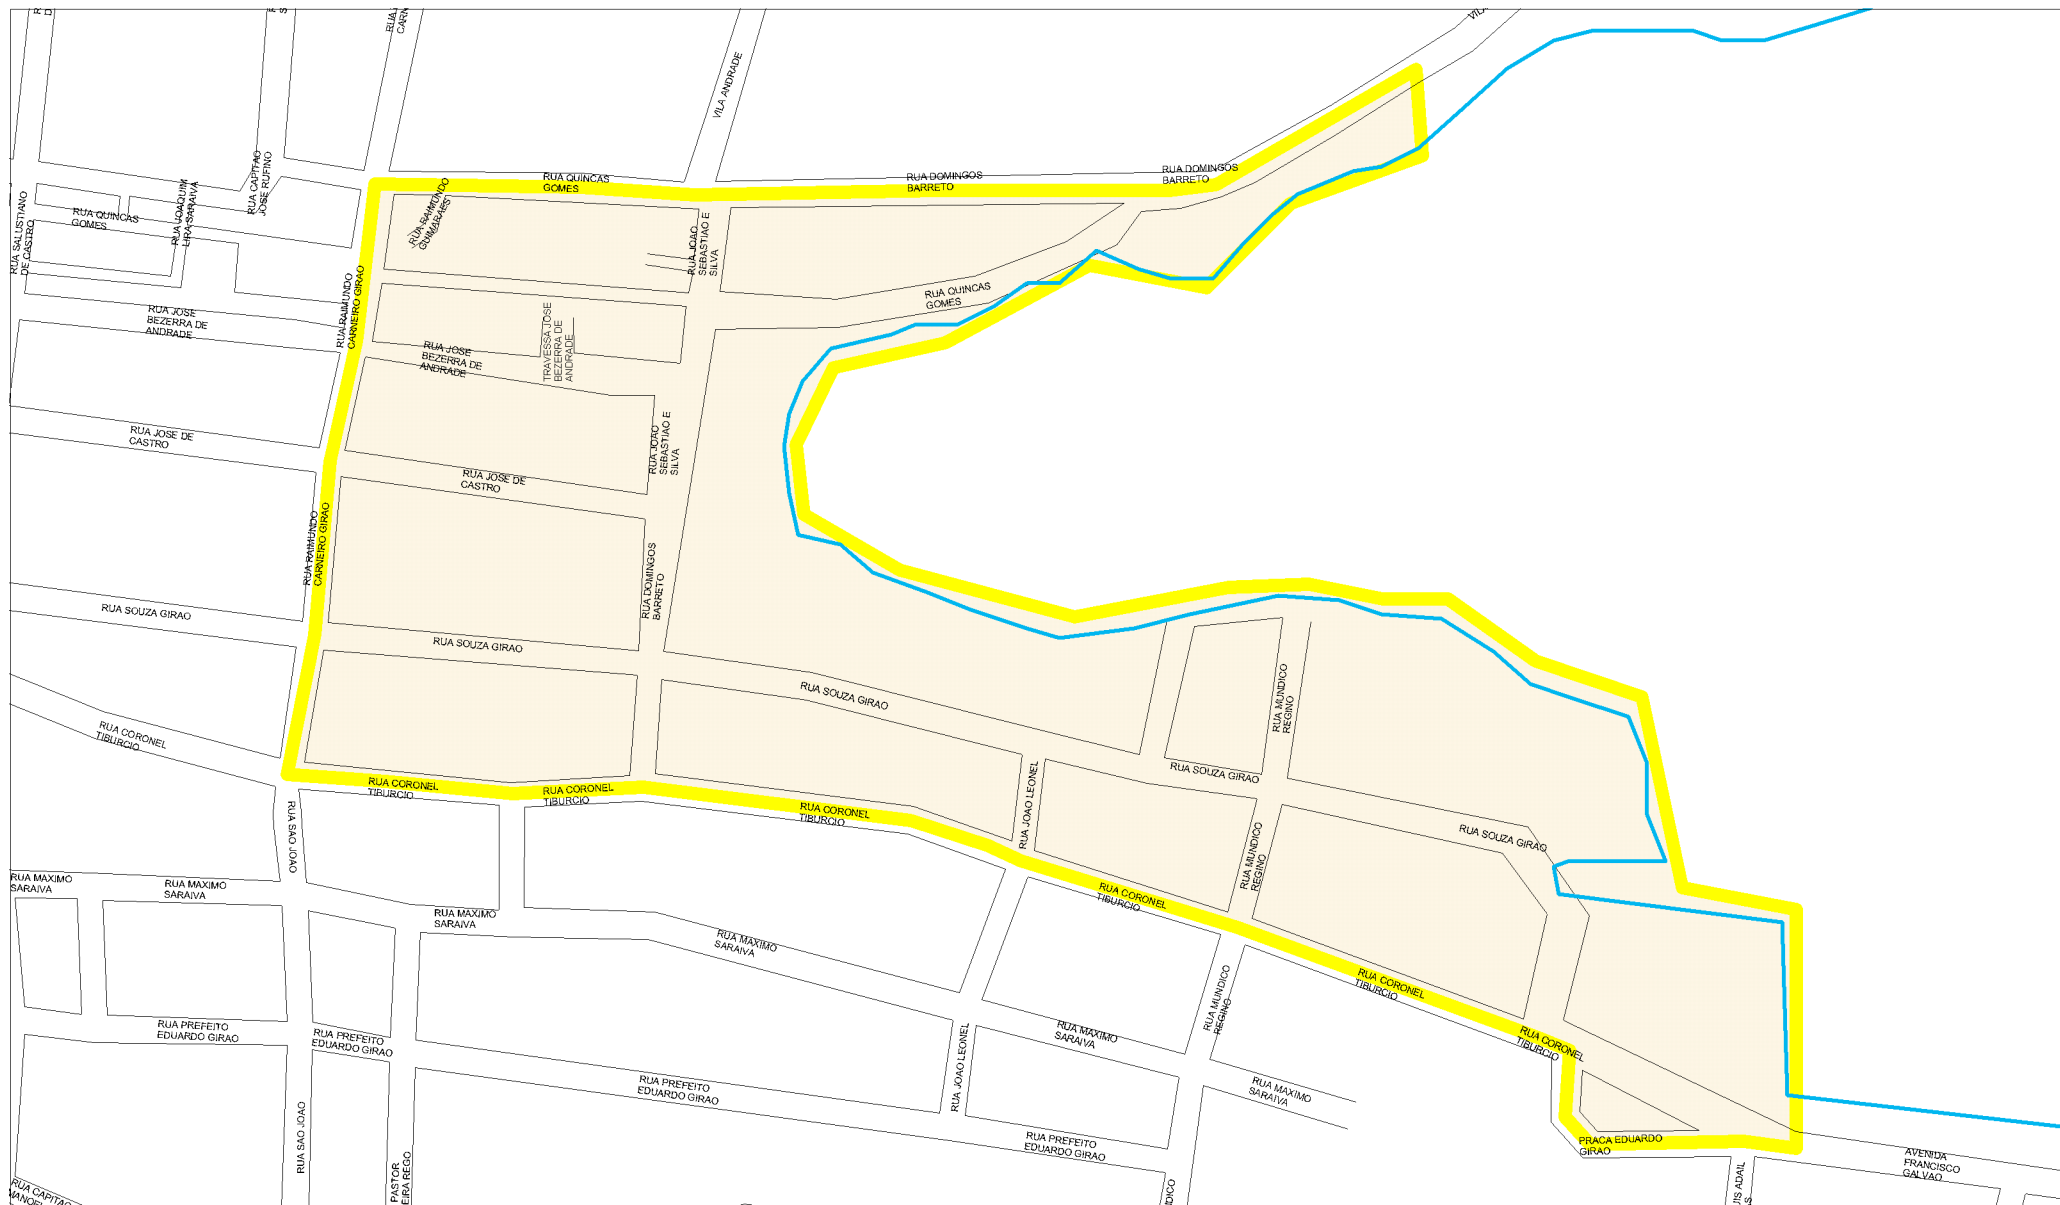 VILA ANDRADE
RUA QUINCAS
GOMES
RUA DOMINGOS
BARRETO
RUA DOMINGOS
BARRETO
RUA CAPITAO
JOSE RUFINO
RUA JOAQUIM
LIRA SARAIVA
RUA SALUSTIANO
DE CASTRO
RUA QUINCAS
GOMES
RUA RAIMUNDO
GUIMARAES
RUA JOAO
SEBASTIAO E
SILVA
RUA RAIMUNDO
CARNEIRO GIRAO
RUA QUINCAS
GOMES
RUA JOSE
BEZERRA DE
ANDRADE
RUA JOSE
BEZERRA DE
ANDRADE
TRAVESSA JOSE
BEZERRA DE
ANDRADE
RUA JOSE DE
CASTRO
RUA JOAO
SEBASTIAO E
SILVA
RUA JOSE DE
CASTRO
RUA RAIMUNDO
CARNEIRO GIRAO
RUA DOMINGOS
BARRETO
RUA SOUZA GIRAO
RUA SOUZA GIRAO
RUA SOUZA GIRAO
RUA MUNDICO
REGINO
RUA CORONEL
TIBURCIO
RUA SOUZA GIRAO
RUA CORONEL
TIBURCIO
RUA CORONEL
TIBURCIO
RUA CORONEL
TIBURCIO
RUA JOAO LEONEL
RUA SOUZA GIRAO
RUA SAO JOAO
RUA MUNDICO
REGINO
RUA MAXIMO
SARAIVA
RUA MAXIMO
SARAIVA
RUA CORONEL
TIBURCIO
RUA MAXIMO
SARAIVA
RUA MAXIMO
SARAIVA
RUA CORONEL
TIBURCIO
RUA MUNDICO
REGINO
RUA PREFEITO
EDUARDO GIRAO
RUA PREFEITO
EDUARDO GIRAO
RUA MAXIMO
SARAIVA
RUA CORONEL
TIBURCIO
RUA JOAO LEONEL
RUA PREFEITO
EDUARDO GIRAO
RUA MAXIMO
SARAIVA
RUA SAO JOAO
RUA PREFEITO
EDUARDO GIRAO
PRACA EDUARDO
GIRAO
AVENIDA
FRANCISCO
GALVAO
PASTOR
EIRA REGO
RUA CAPITAO